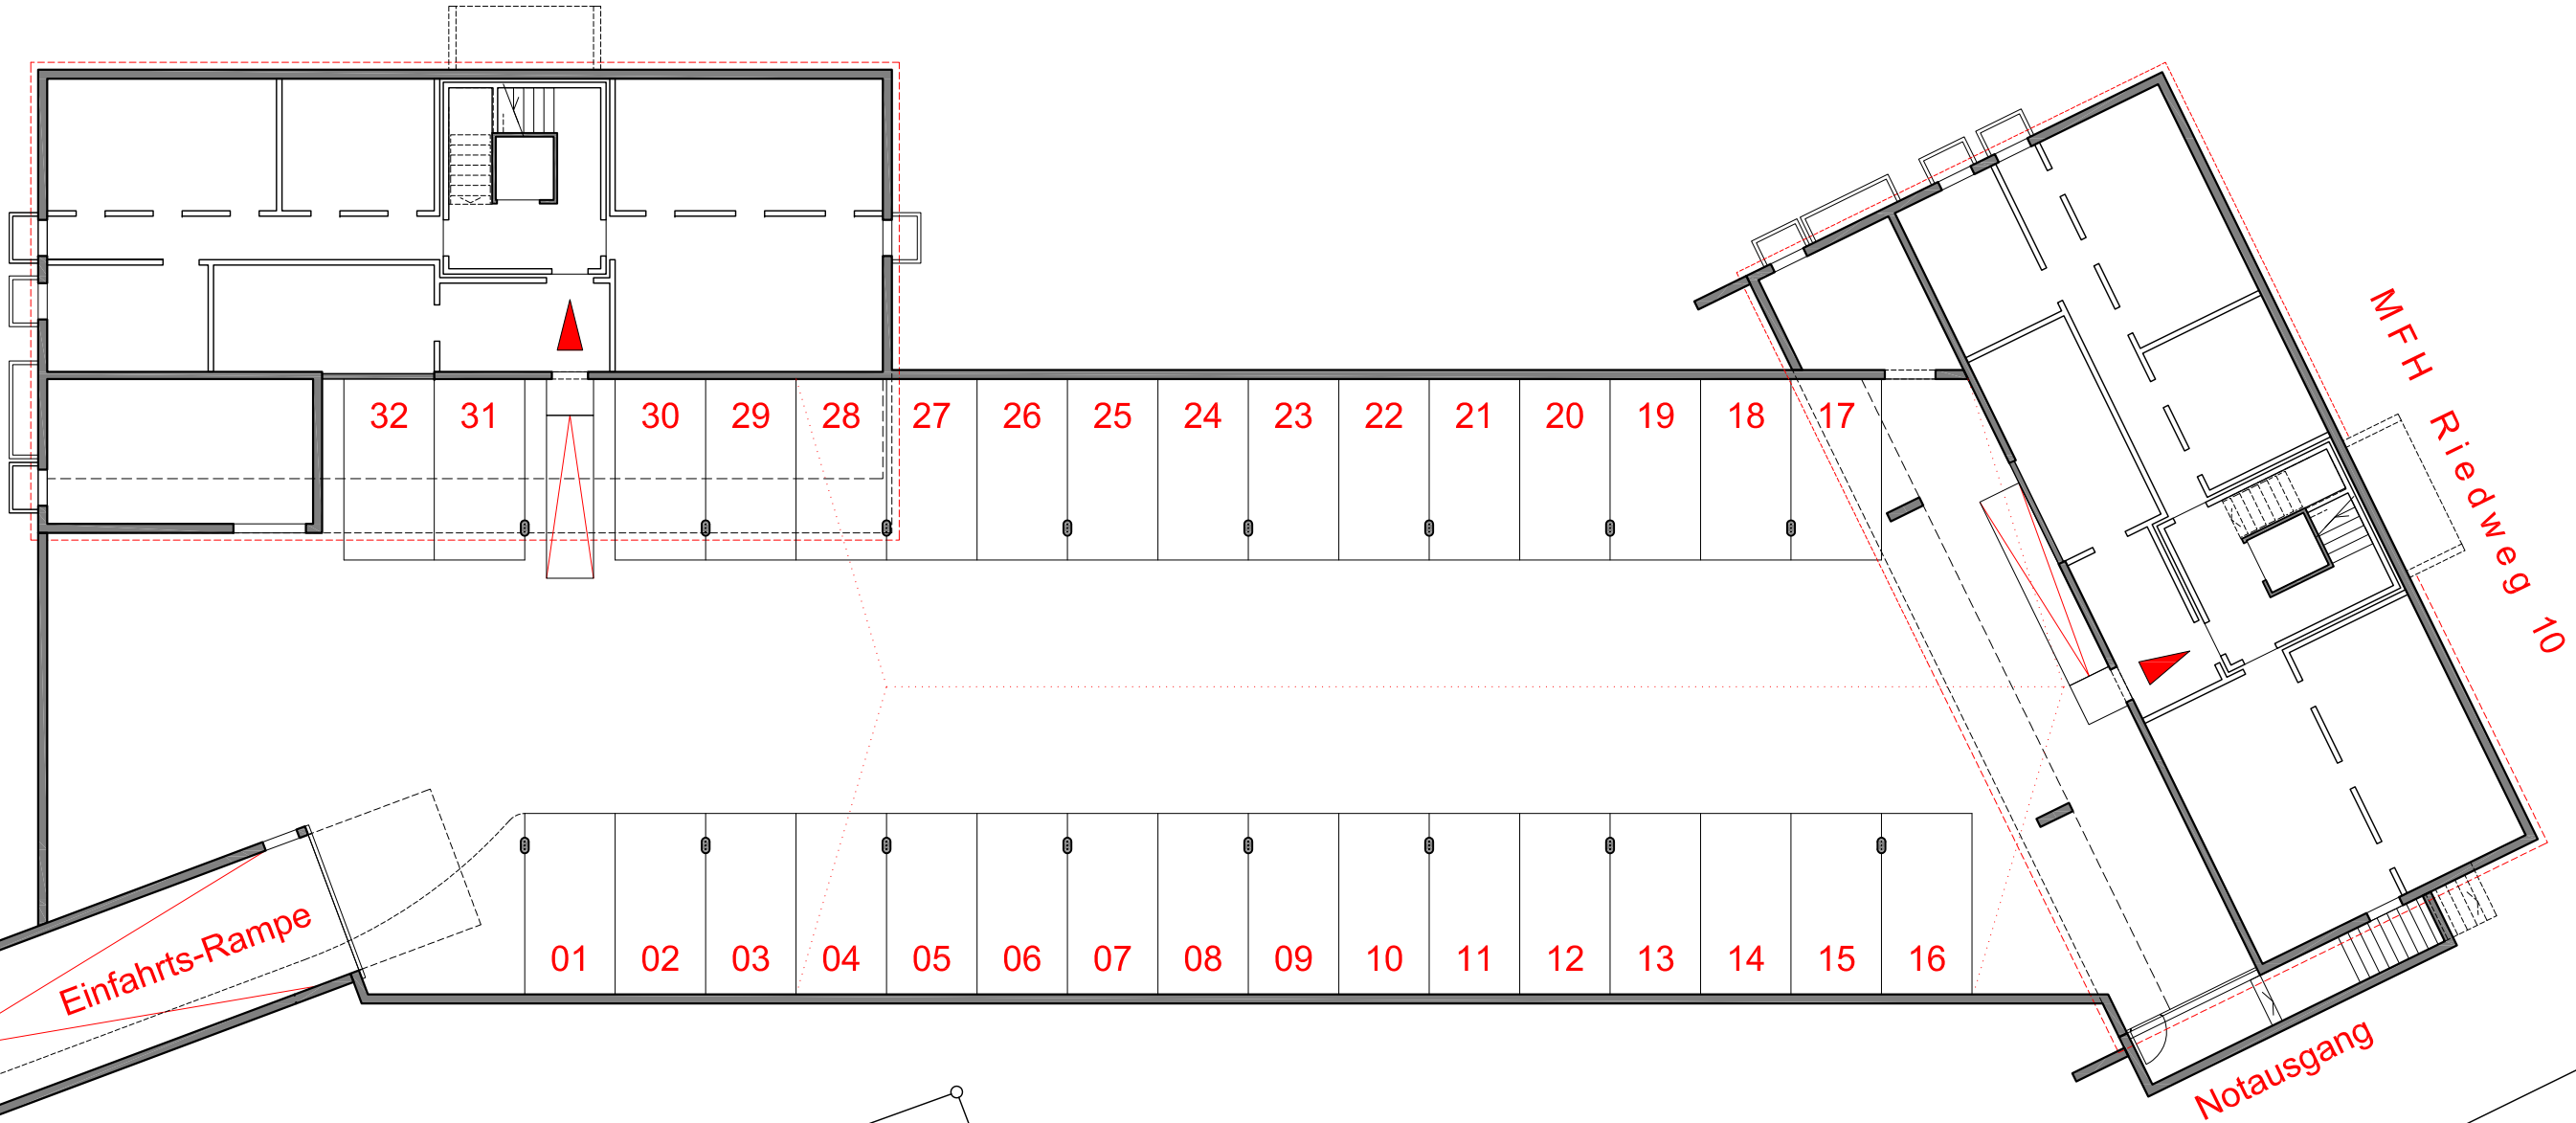 32 31 30 29 28 27 26 25 24 23 22 21 20 19 18 17
MFH Riedweg 10
Einfahrts-Rampe
01 02 03 04 05 06 07 08 09 10 11 12 13 14 15 16
Notausgang